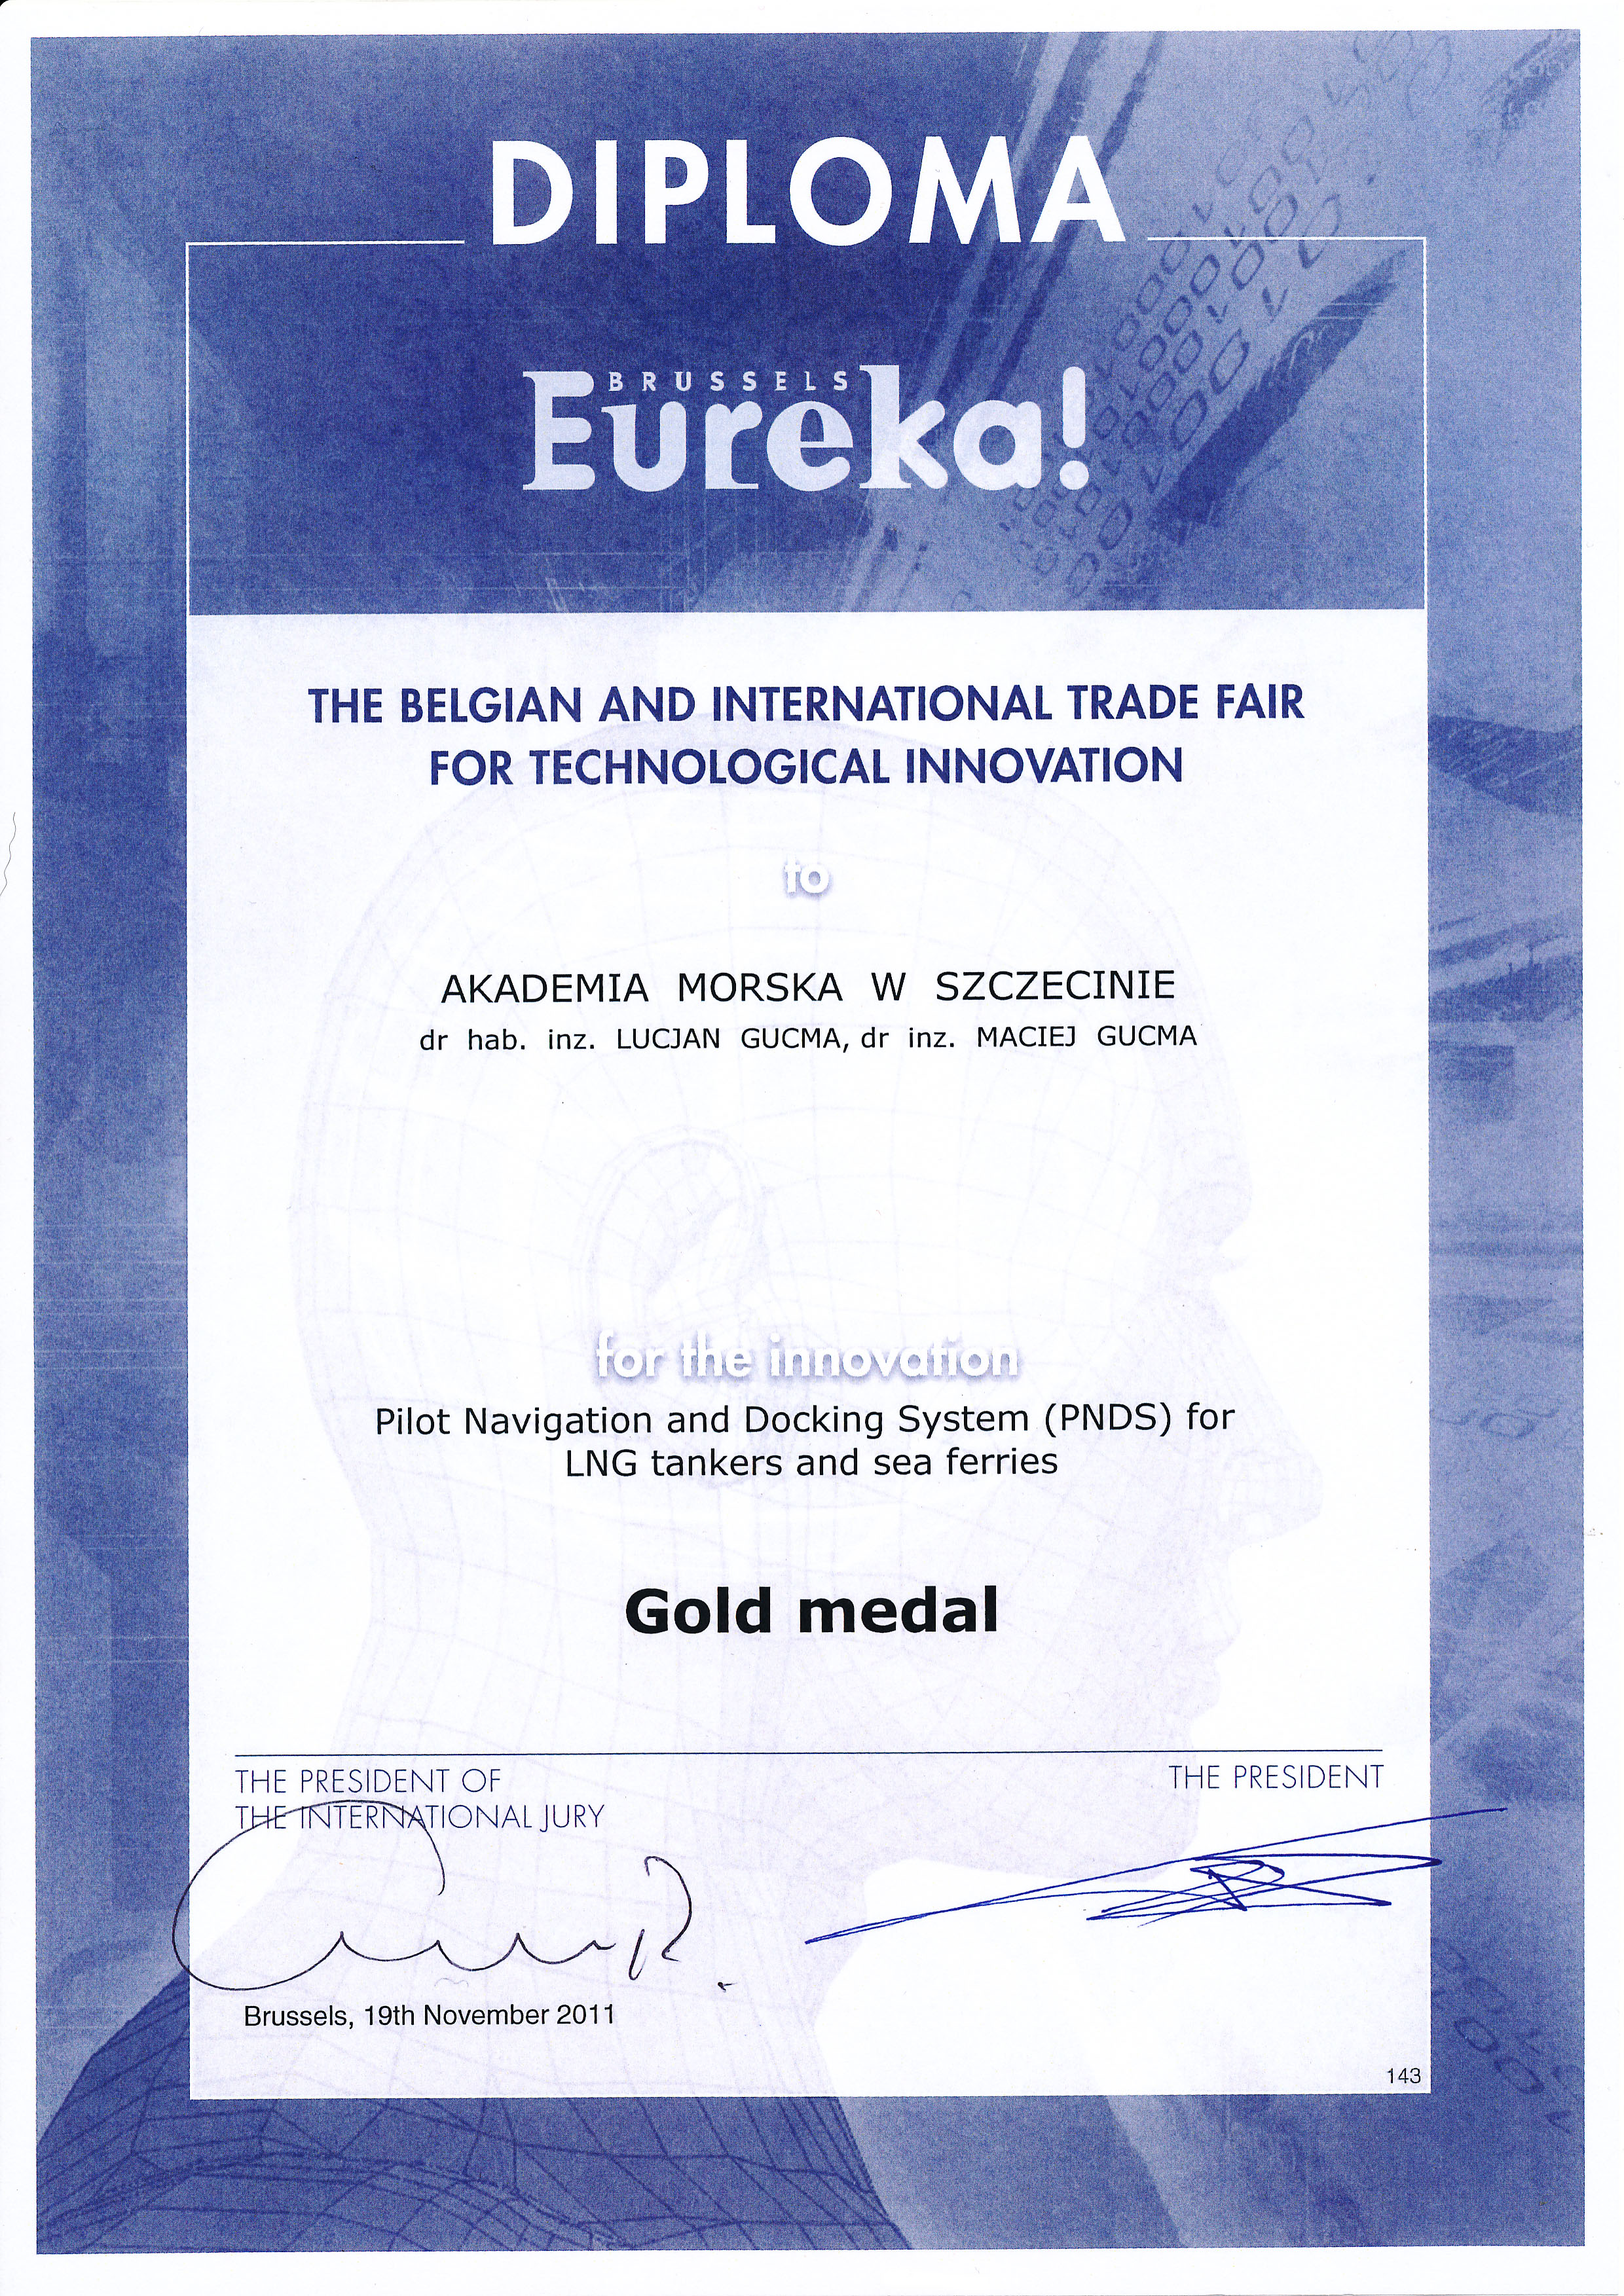 DIPLOMA
BRUSSELS
Eureka!
THE BELGIAN AND INTERNATIONAL TRADE FAIR
FOR TECHNOLOGICAL INNOVATION
to
AKADEMIA MORSKA W SZCZECINIE
dr hab. inz. LUCJAN GUCMA, dr inz. MACIEJ GUCMA
for the innovation
Pilot Navigation and Docking System (PNDS) for
LNG tankers and sea ferries
Gold medal
THE PRESIDENT OF
THE INTERNATIONAL JURY
THE PRESIDENT
Brussels, 19th November 2011
143